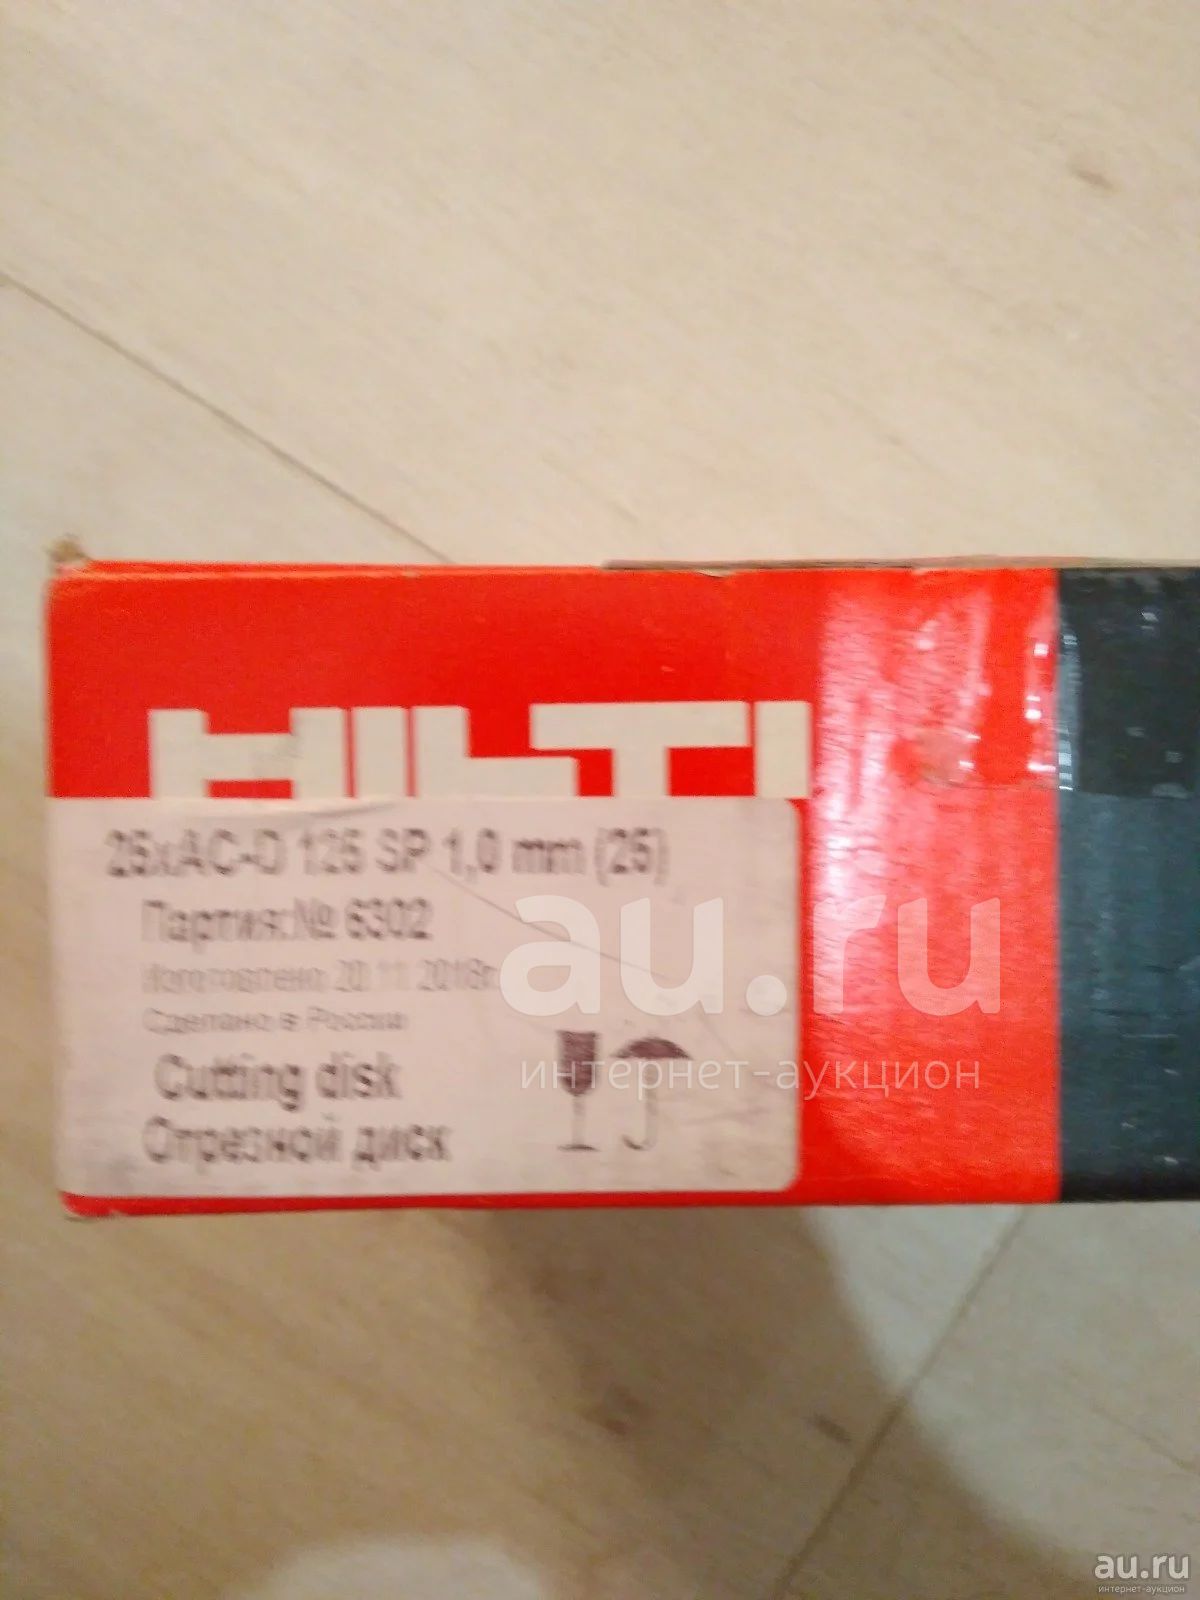 HILTI
25xAC-D 125 SP 1,0 mm (25)
Партия:№ 6302
Изготовлено 20.11.2018г.
Сделано в России
Cutting disk
Отрезной диск
au.ru
интернет-аукцион
au.ru
интернет-аукцион